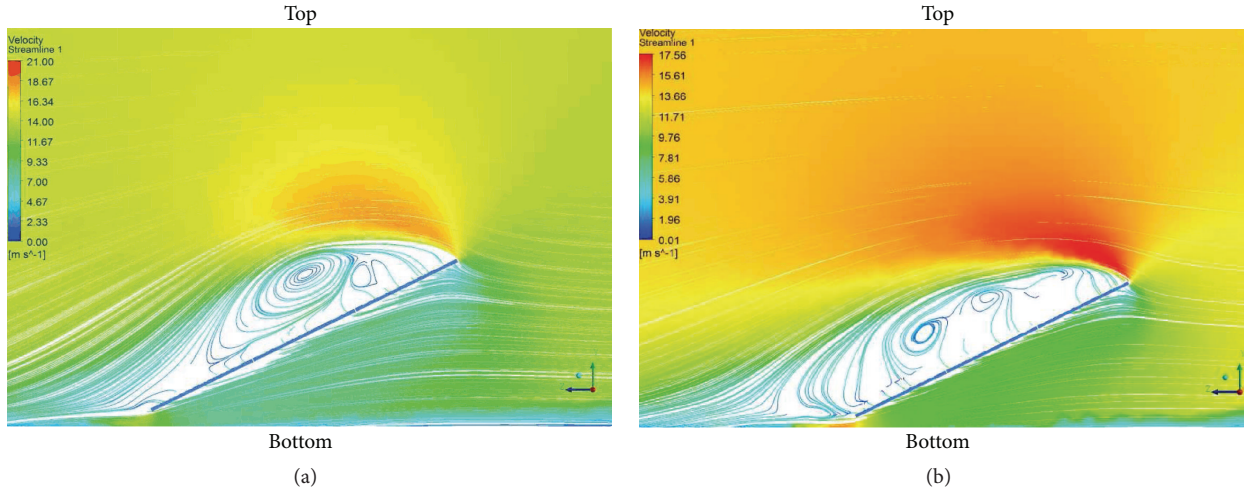 Top
Velocity
Streamline 1
21.00
18.67
16.34
14.00
11.67
9.33
7.00
4.67
2.33
0.00
[m s^-1]
Bottom
(a)
Top
Velocity
Streamline 1
17.56
15.61
13.66
11.71
9.76
7.81
5.86
3.91
1.96
0.01
[m s^-1]
Z
Bottom
(b)